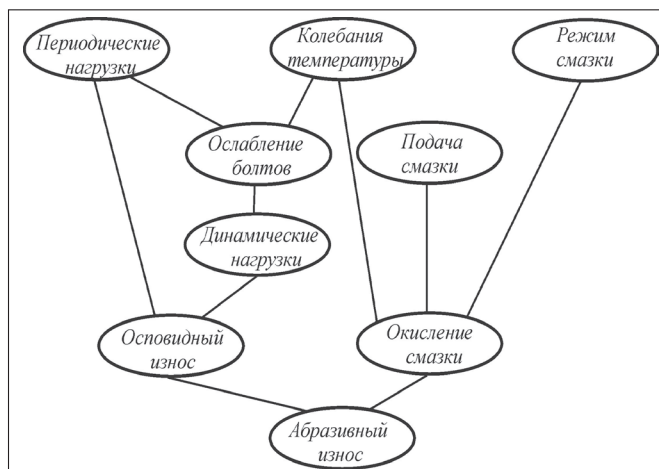 Периодические
нагрузки
Колебания
температуры
Режим
смазки
Ослабление
болтов
Подача
смазки
Динамические
нагрузки
Осповидный
износ
Окисление
смазки
Абразивный
износ